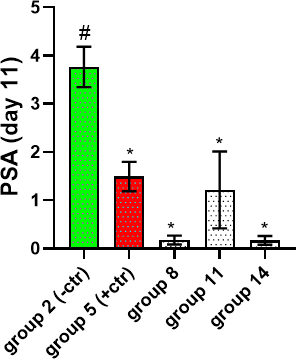 PSA (day 11)
5
4
3
2
1
0
#
*
*
*
*
group 2 (-ctr)
group 5 (+ctr)
group 8
group 11
group 14